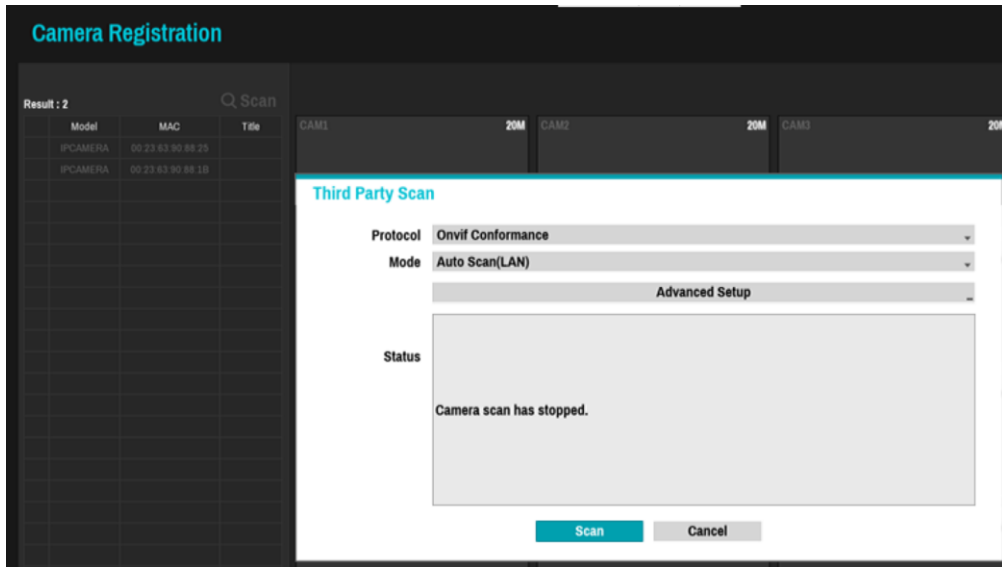 Camera Registration
Result : 2
Scan
Model MAC Title
IPCAMERA 00:23:63:90:88:25
IPCAMERA 00:23:63:90:88:1B
CAM1 20M CAM2 20M CAM3
Third Party Scan
Protocol Onvif Conformance
Mode Auto Scan(LAN)
Advanced Setup
Status
Camera scan has stopped.
Scan Cancel